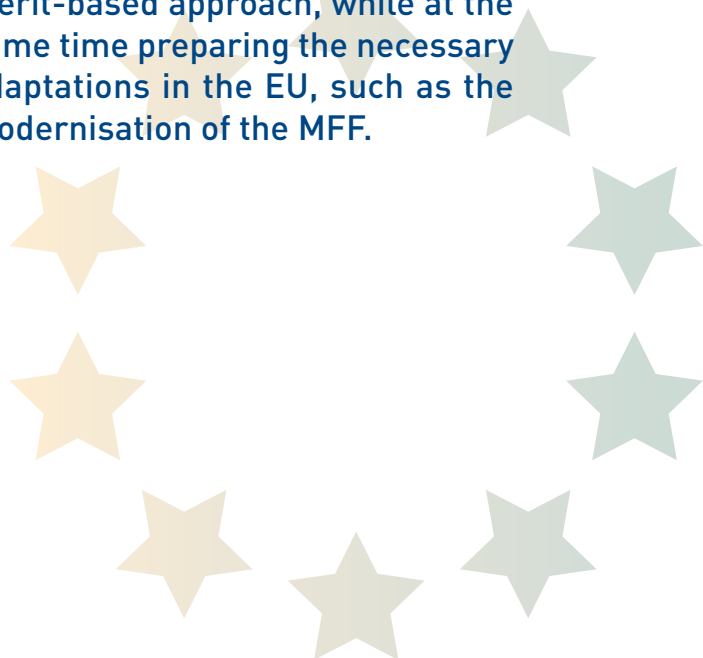 erit-based approach, while at the
me time preparing the necessary
laptations in the EU, such as the
odernisation of the MFF.